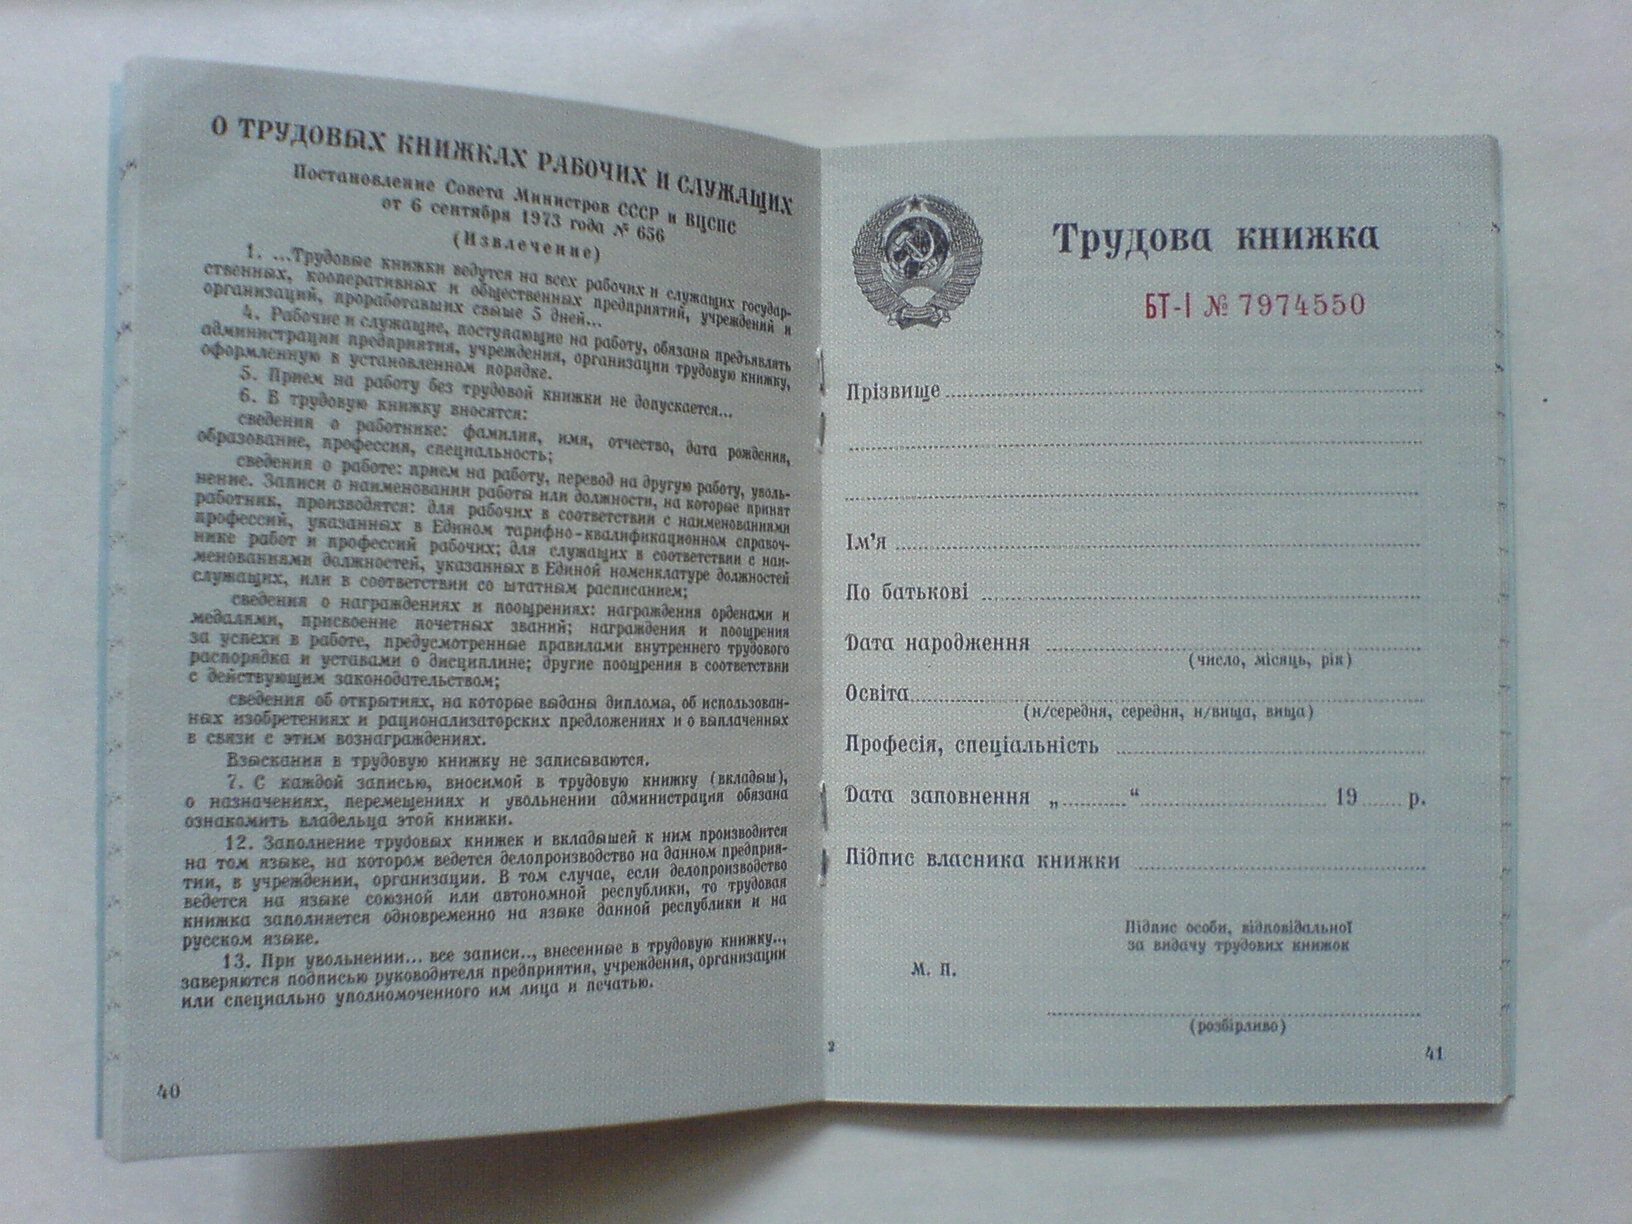 О ТРУДОВЫХ КНИЖКАХ РАБОЧИХ И СЛУЖАЩИХ
Постановление Совета Министров СССР и ВЦСПС
от 6 сентября 1973 года № 656
(Извлечение)
1. ...Трудовые книжки ведутся на всех рабочих и служащих государ-
ственных, кооперативных и общественных предприятий, учреждений и
организаций, проработавших свыше 5 дней...
4. Рабочие и служащие, поступающие на работу, обязаны предъявлять
администрации предприятия, учреждения, организации трудовую книжку,
оформленную в установленном порядке.
5. Прием на работу без трудовой книжки не допускается...
6. В трудовую книжку вносятся:
сведения о работнике: фамилия, имя, отчество, дата рождения,
образование, профессия, специальность;
сведения о работе: прием на работу, перевод на другую работу, уволь-
нение. Записи о наименовании работы или должности, на которые принят
работник, производятся: для рабочих в соответствии с наименованиями
профессий, указанных в Едином тарифно-квалификационном справоч-
нике работ и профессий рабочих; для служащих в соответствии с наи-
менованиями должностей, указанных в Единой номенклатуре должностей
служащих, или в соответствии со штатным расписанием;
сведения о награждениях и поощрениях: награждения орденами и
медалями, присвоение почетных званий; награждения и поощрения
за успехи в работе, предусмотренные правилами внутреннего трудового
распорядка и уставами о дисциплине; другие поощрения в соответствии
с действующим законодательством;
сведения об открытиях, на которые выданы дипломы, об использован-
ных изобретениях и рационализаторских предложениях и о выплаченных
в связи с этим вознаграждениях.
Взыскания в трудовую книжку не записываются.
7. С каждой записью, вносимой в трудовую книжку (вкладыш),
о назначениях, перемещениях и увольнении администрация обязана
ознакомить владельца этой книжки.
12. Заполнение трудовых книжек и вкладышей к ним производится
на том языке, на котором ведется делопроизводство на данном предприя-
тии, в учреждении, организации. В том случае, если делопроизводство
ведется на языке союзной или автономной республики, то трудовая
книжка заполняется одновременно на языке данной республики и на
русском языке.
13. При увольнении... все записи.., внесенные в трудовую книжку..,
заверяются подписью руководителя предприятия, учреждения, организации
или специально уполномоченного им лица и печатью.
40
Трудова книжка
БТ-I № 7974550
Прізвище
Ім'я
По батькові
Дата народження
(число, місяць, рік)
Освіта
(н/середня, середня, н/вища, вища)
Професія, спеціальність
Дата заповнення „..........“.................... 19...... р.
Підпис власника книжки
Підпис особи, відповідальної
за видачу трудових книжок
М. П.
(розбірливо)
2
41